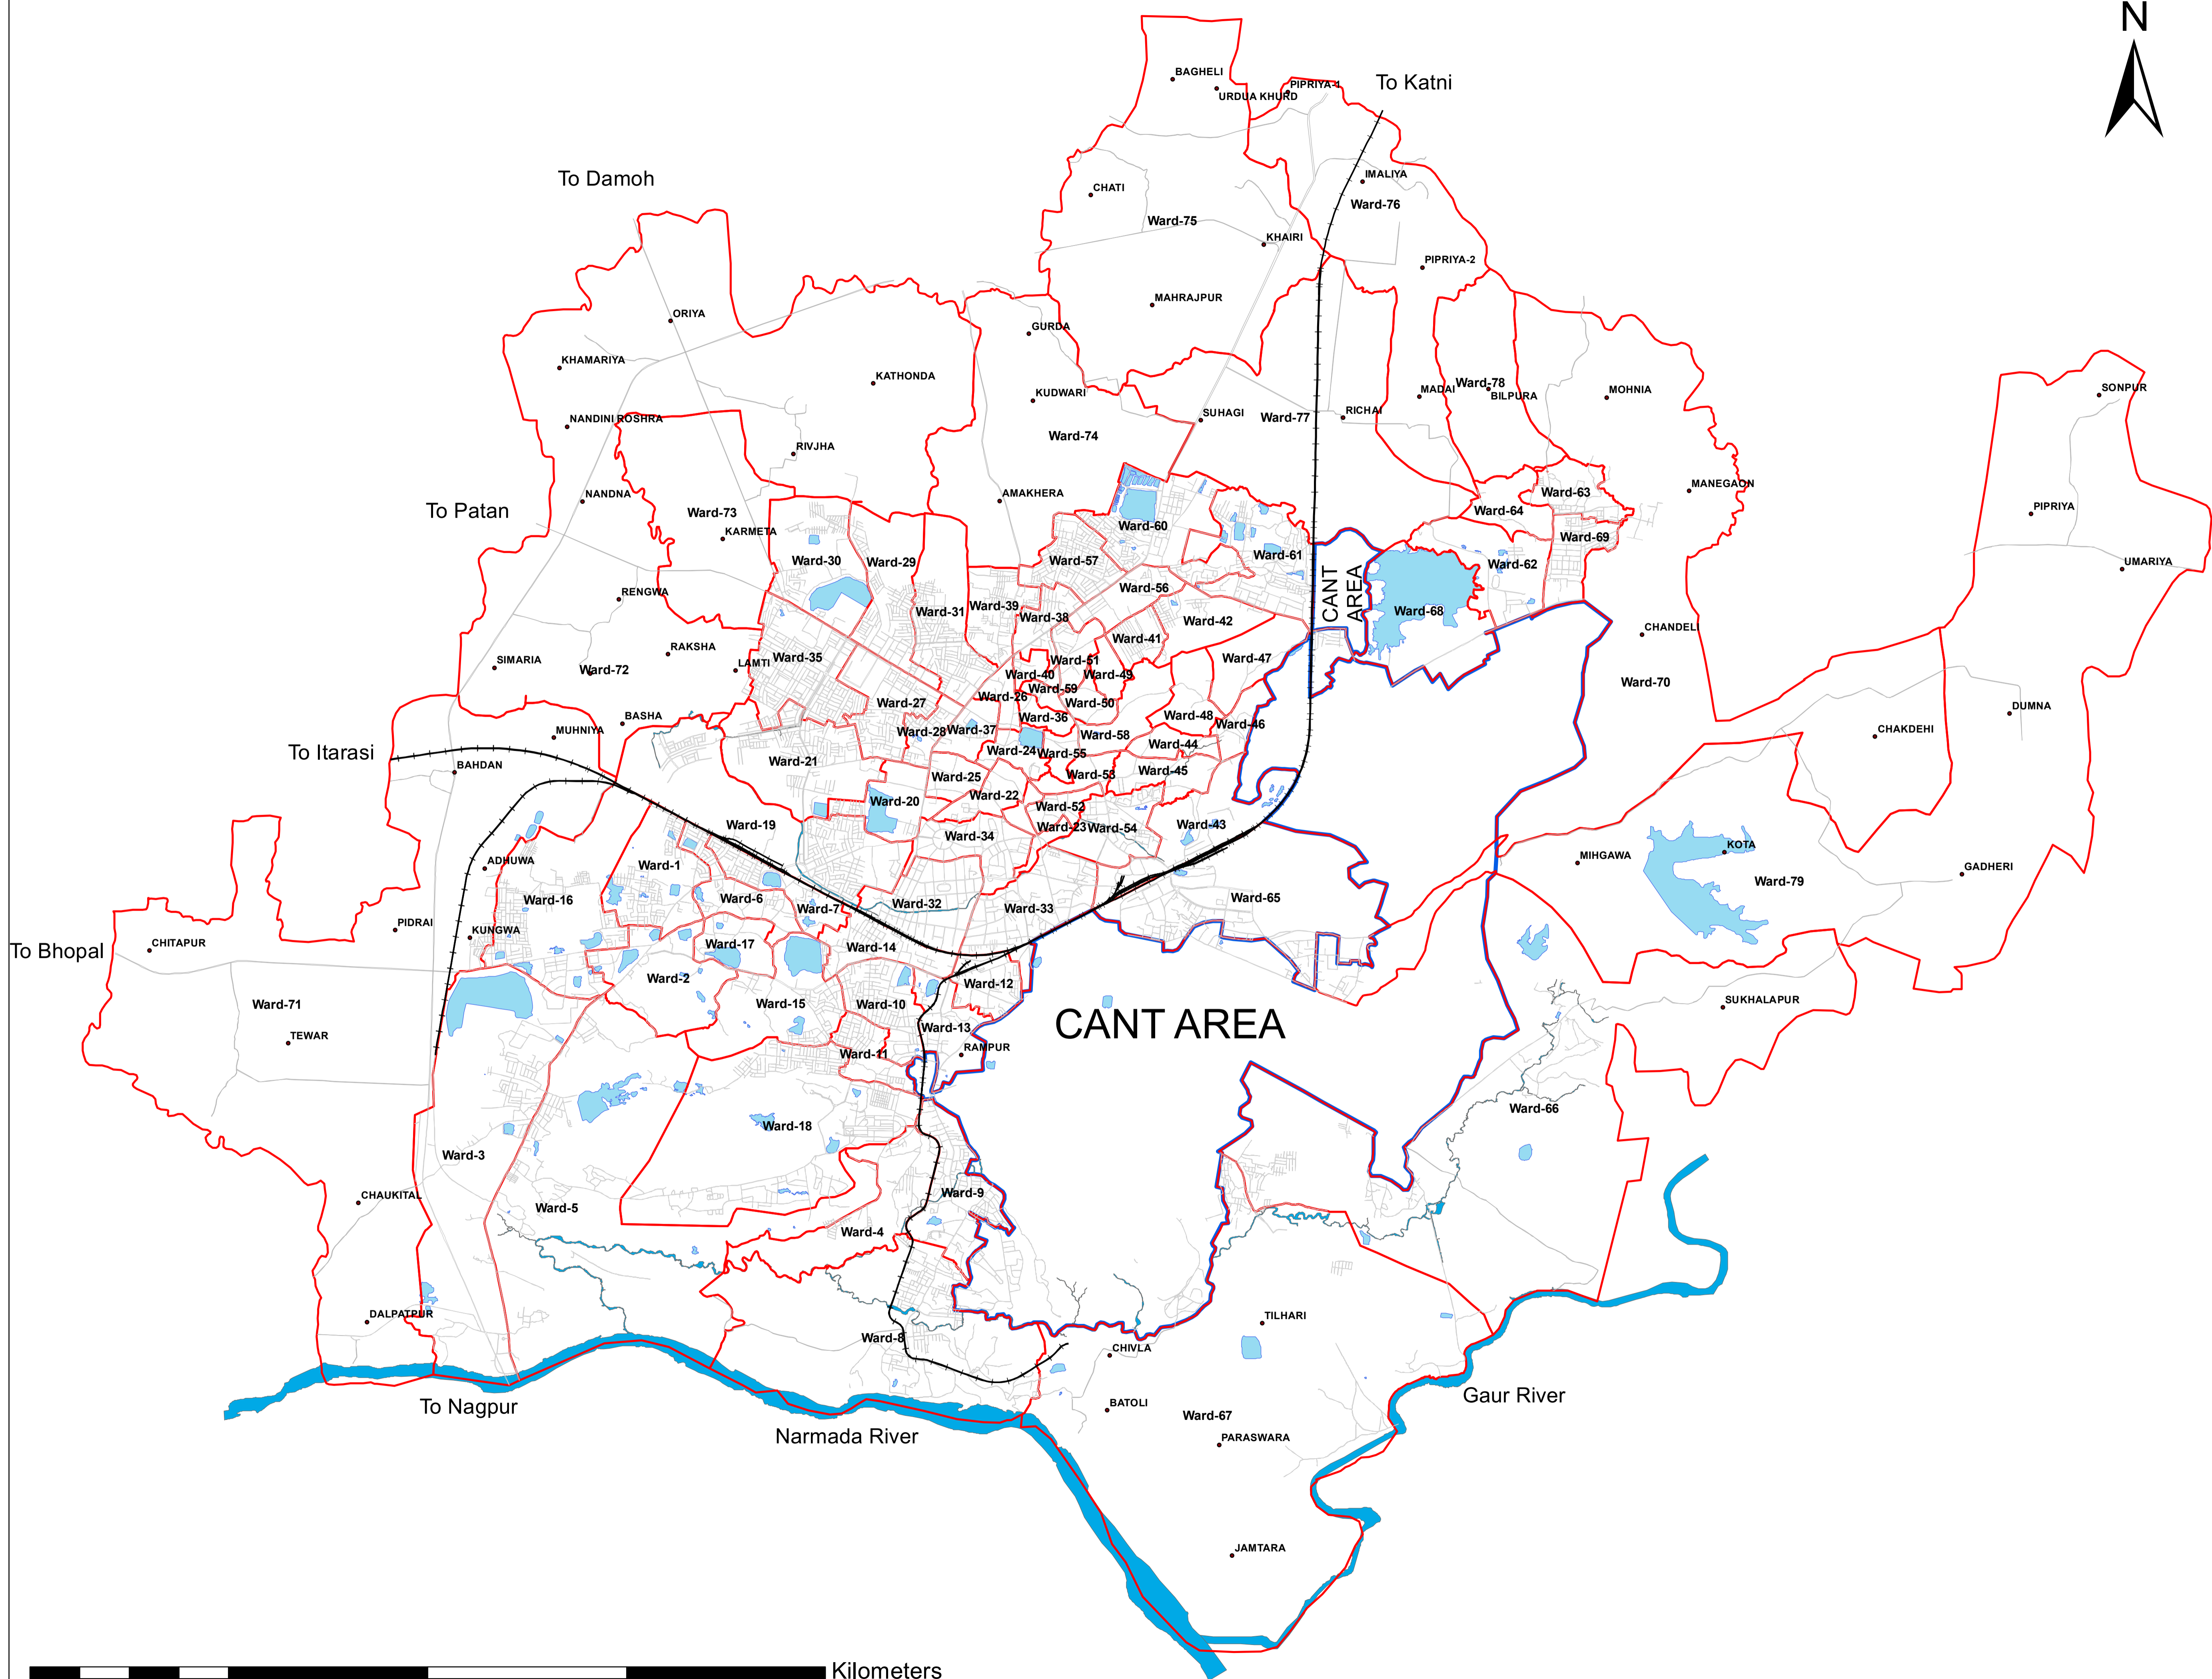 N
BAGHELI
URDUA KHURD
PIPRIYA-1
To Katni
To Damoh
IMALIYA
CHATI
Ward-76
Ward-75
KHAIRI
PIPRIYA-2
MAHRAJPUR
ORIYA
GURDA
KHAMARIYA
KATHONDA
MADAI
Ward-78
BILPURA
MOHNIA
SONPUR
KUDWARI
SUHAGI
Ward-77
RICHAI
NANDINI ROSHRA
Ward-74
RIVJHA
NANDNA
AMAKHERA
Ward-63
MANEGAON
To Patan
Ward-73
Ward-64
PIPRIYA
KARMETA
Ward-60
Ward-69
Ward-30
Ward-29
Ward-57
Ward-61
Ward-62
UMARIYA
RENGWA
Ward-56
CANT
AREA
Ward-31
Ward-39
Ward-38
Ward-42
Ward-68
CHANDELI
Ward-41
RAKSHA
SIMARIA
Ward-72
LAMTI
Ward-35
Ward-51
Ward-47
Ward-40
Ward-49
Ward-70
Ward-59
Ward-26
Ward-27
Ward-50
DUMNA
BASHA
Ward-36
Ward-48
Ward-46
MUHNIYA
Ward-28
Ward-37
Ward-58
CHAKDEHI
To Itarasi
Ward-24
Ward-55
Ward-44
BAHDAN
Ward-21
Ward-25
Ward-53
Ward-45
Ward-20
Ward-22
Ward-52
Ward-19
Ward-34
Ward-23
Ward-54
Ward-43
KOTA
MIHGAWA
ADHUWA
Ward-1
GADHERI
Ward-79
Ward-16
Ward-6
Ward-7
Ward-32
Ward-33
Ward-65
PIDRAI
KUNGWA
To Bhopal
CHITAPUR
Ward-17
Ward-14
Ward-2
Ward-12
Ward-71
Ward-15
Ward-10
SUKHALAPUR
TEWAR
Ward-13
CANT AREA
Ward-11
RAMPUR
Ward-66
Ward-18
Ward-3
CHAUKITAL
Ward-5
Ward-9
Ward-4
DALPATPUR
TILHARI
Ward-8
CHIVLA
To Nagpur
BATOLI
Gaur River
Narmada River
Ward-67
PARASWARA
JAMTARA
Kilometers